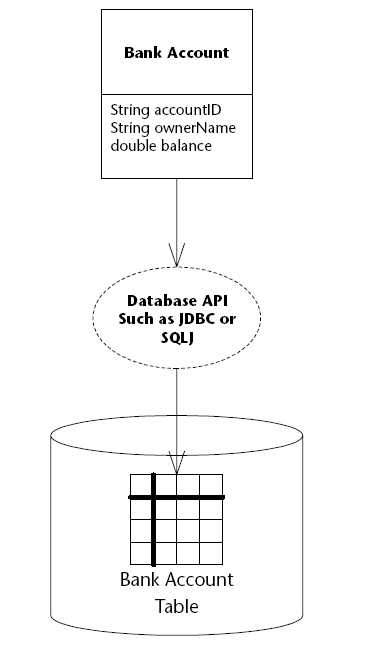 Bank Account
String accountID
String ownerName
double balance
Database API
Such as JDBC or
SQLJ
Bank Account
Table